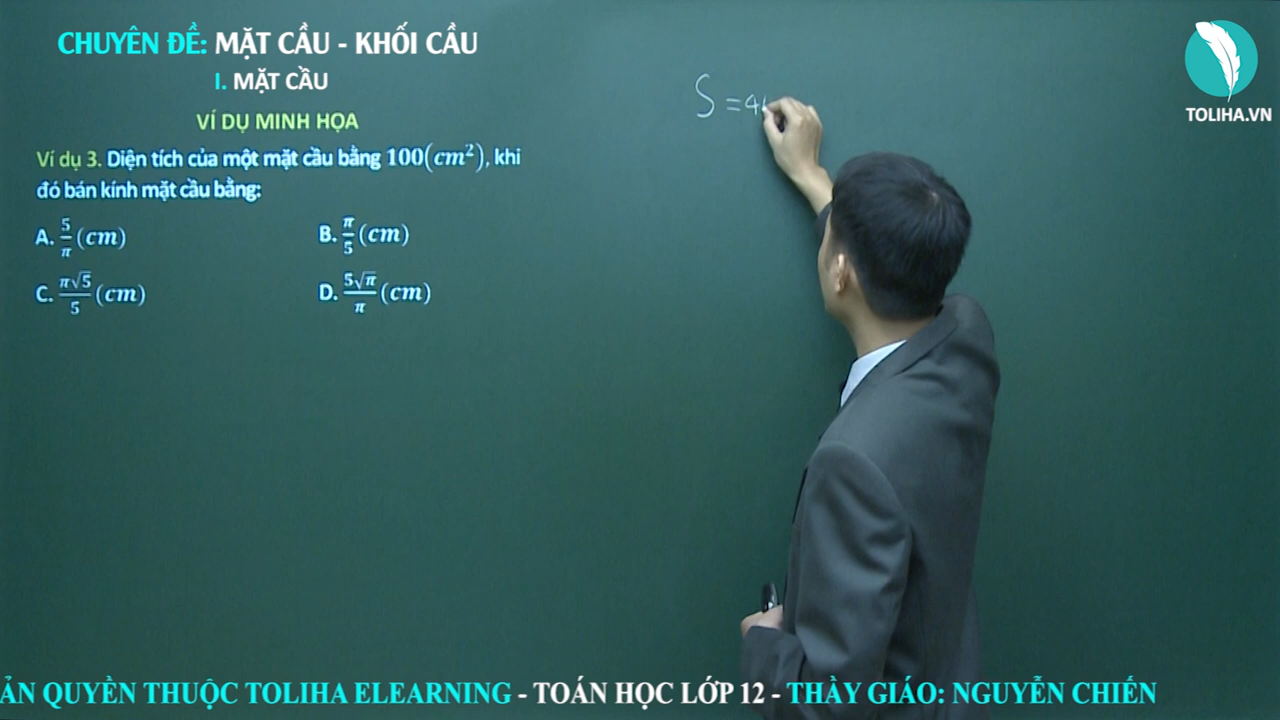 CHUYÊN ĐỀ: MẶT CẦU - KHỐI CẦU
I. MẶT CẦU
VÍ DỤ MINH HỌA
Ví dụ 3. Diện tích của một mặt cầu bằng 100(cm²), khi
đó bán kính mặt cầu bằng:
A. 5/π (cm) B. π/5 (cm)
C. π√5/5 (cm) D. 5√π/π (cm)
S = 4
TOLIHA.VN
ẢN QUYỀN THUỘC TOLIHA ELEARNING - TOÁN HỌC LỚP 12 - THẦY GIÁO: NGUYỄN CHIẾN